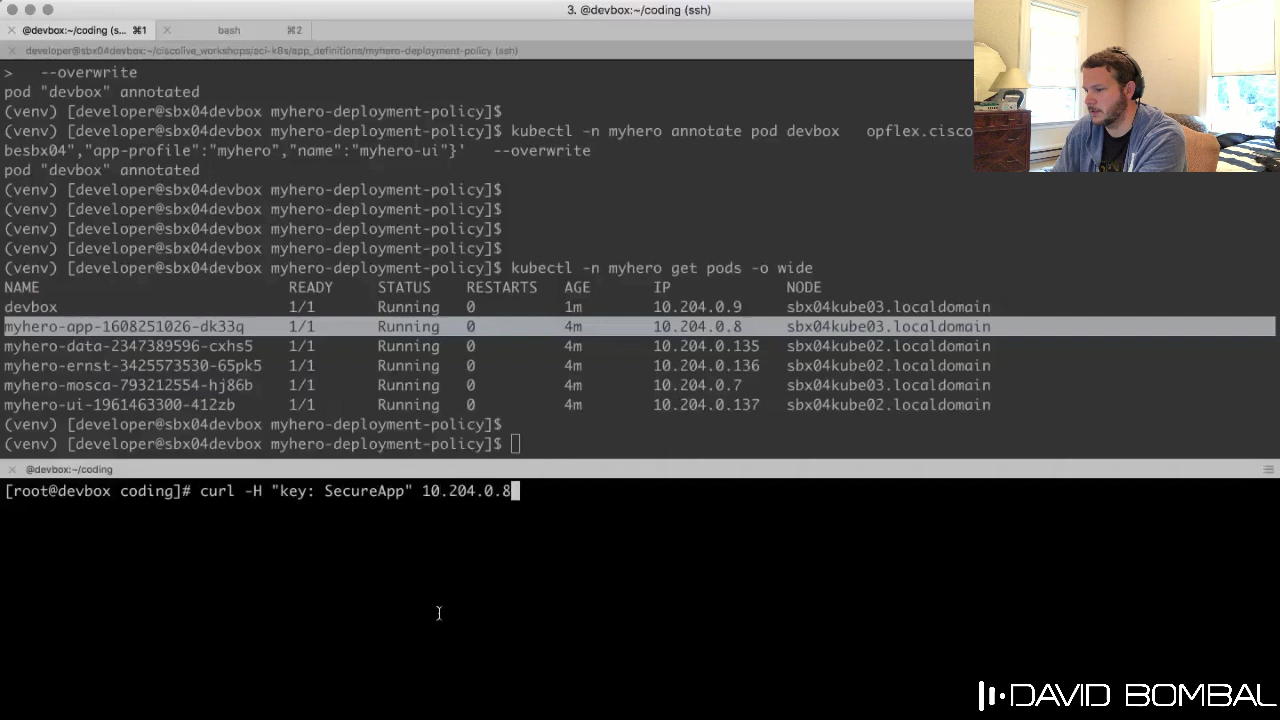 3. @devbox:~/coding (ssh)
@devbox:~/coding (s... ⌘1
bash ⌘2
developer@sbx04devbox:~/ciscolive_workshops/aci-k8s/app_definitions/myhero-deployment-policy (ssh)
> --overwrite
pod "devbox" annotated
(venv) [developer@sbx04devbox myhero-deployment-policy]$
(venv) [developer@sbx04devbox myhero-deployment-policy]$ kubectl -n myhero annotate pod devbox opflex.cisco
besbx04","app-profile":"myhero","name":"myhero-ui"}' --overwrite
pod "devbox" annotated
(venv) [developer@sbx04devbox myhero-deployment-policy]$
(venv) [developer@sbx04devbox myhero-deployment-policy]$
(venv) [developer@sbx04devbox myhero-deployment-policy]$
(venv) [developer@sbx04devbox myhero-deployment-policy]$
(venv) [developer@sbx04devbox myhero-deployment-policy]$ kubectl -n myhero get pods -o wide
NAME READY STATUS RESTARTS AGE IP NODE
devbox 1/1 Running 0 1m 10.204.0.9 sbx04kube03.localdomain
myhero-app-1608251026-dk33q 1/1 Running 0 4m 10.204.0.8 sbx04kube03.localdomain
myhero-data-2347389596-cxhs5 1/1 Running 0 4m 10.204.0.135 sbx04kube02.localdomain
myhero-ernst-3425573530-65pk5 1/1 Running 0 4m 10.204.0.136 sbx04kube02.localdomain
myhero-mosca-793212554-hj86b 1/1 Running 0 4m 10.204.0.7 sbx04kube03.localdomain
myhero-ui-1961463300-412zb 1/1 Running 0 4m 10.204.0.137 sbx04kube02.localdomain
(venv) [developer@sbx04devbox myhero-deployment-policy]$
(venv) [developer@sbx04devbox myhero-deployment-policy]$
@devbox:~/coding
[root@devbox coding]# curl -H "key: SecureApp" 10.204.0.8
DAVID BOMBAL